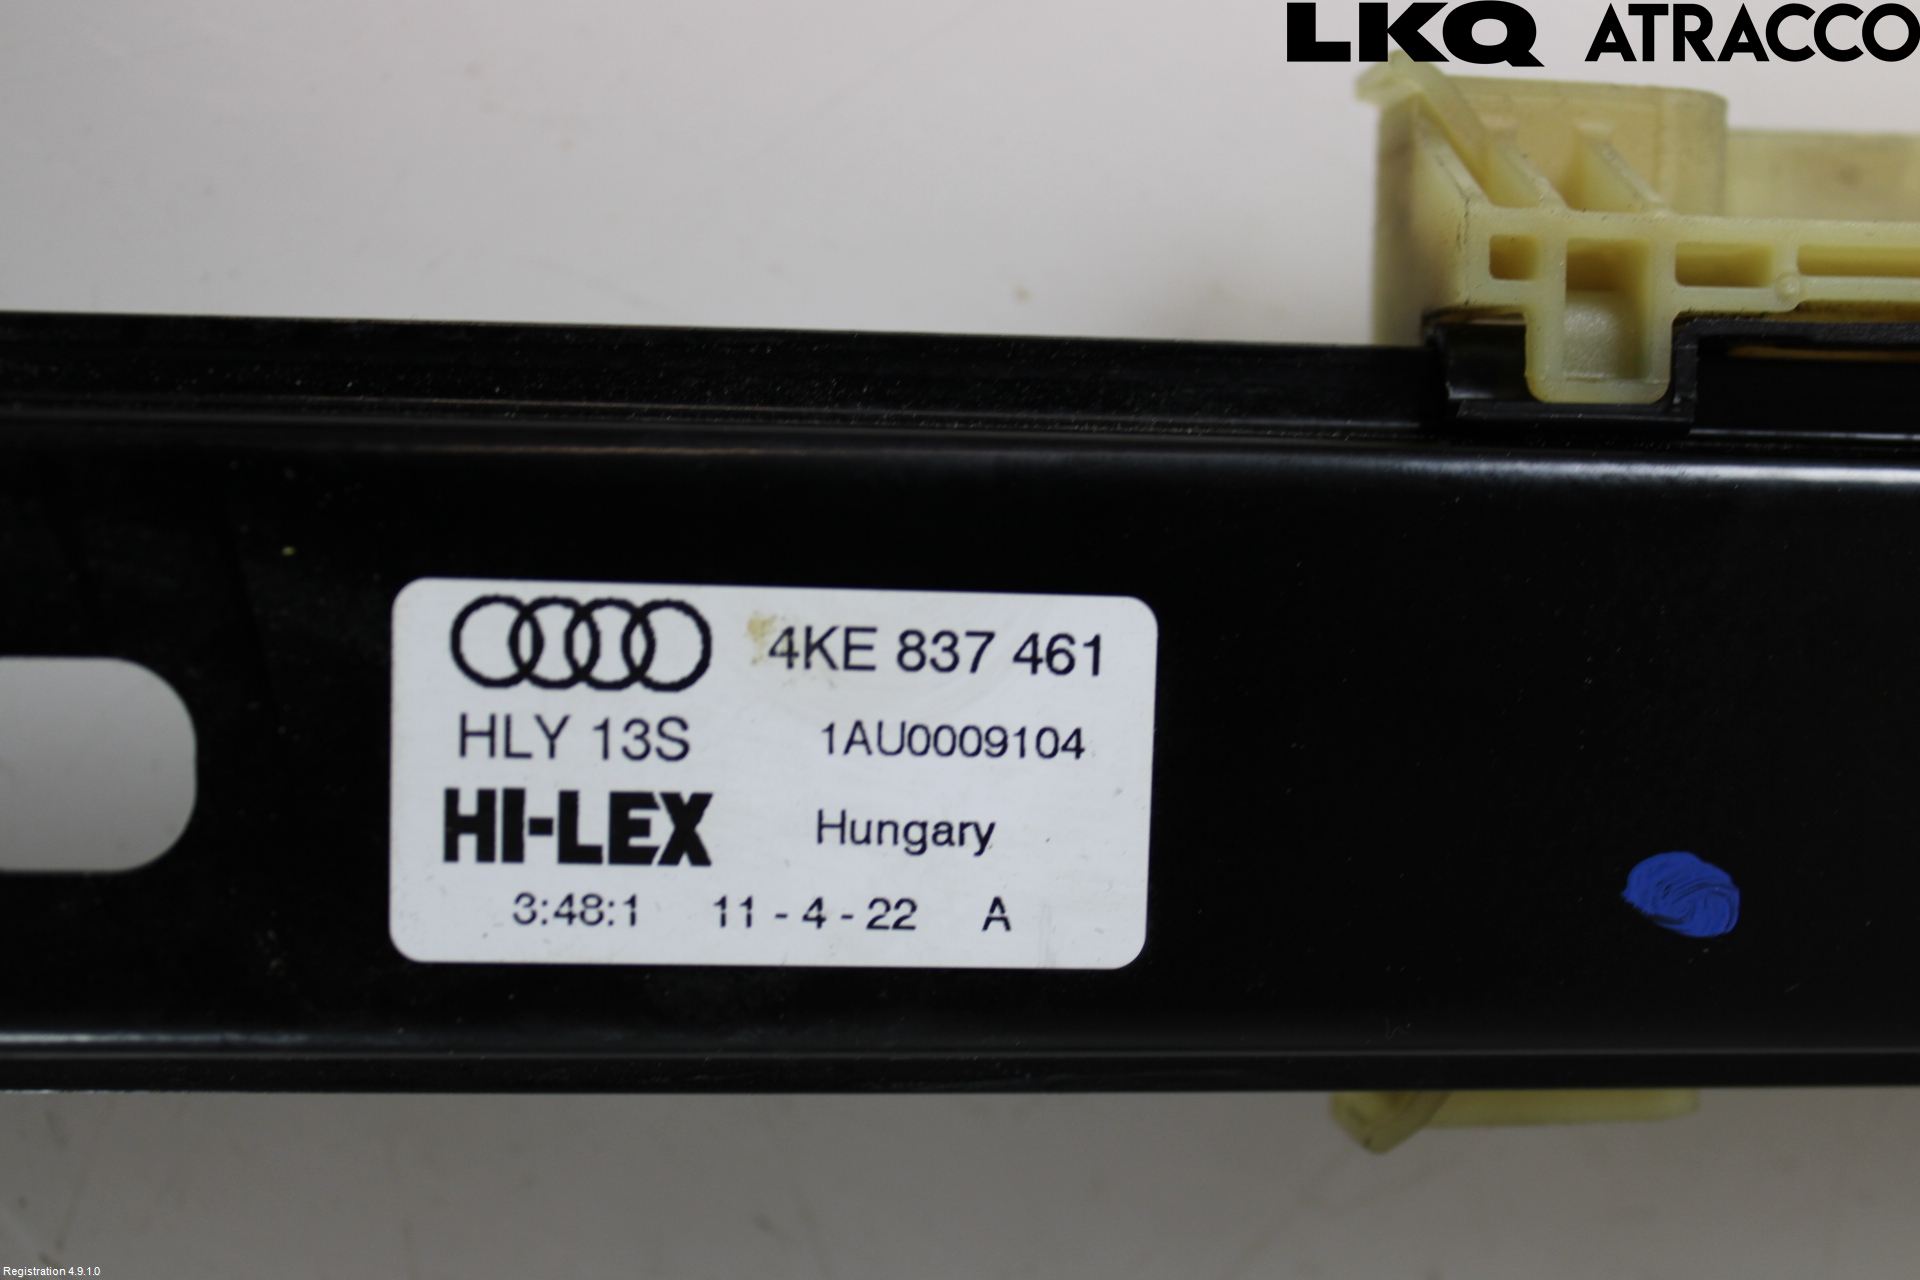 LKQ ATRACCO
4KE 837 461
HLY 13S 1AU0009104
HI-LEX Hungary
3:48:1 11 - 4 - 22 A
Registration 4.9.1.0